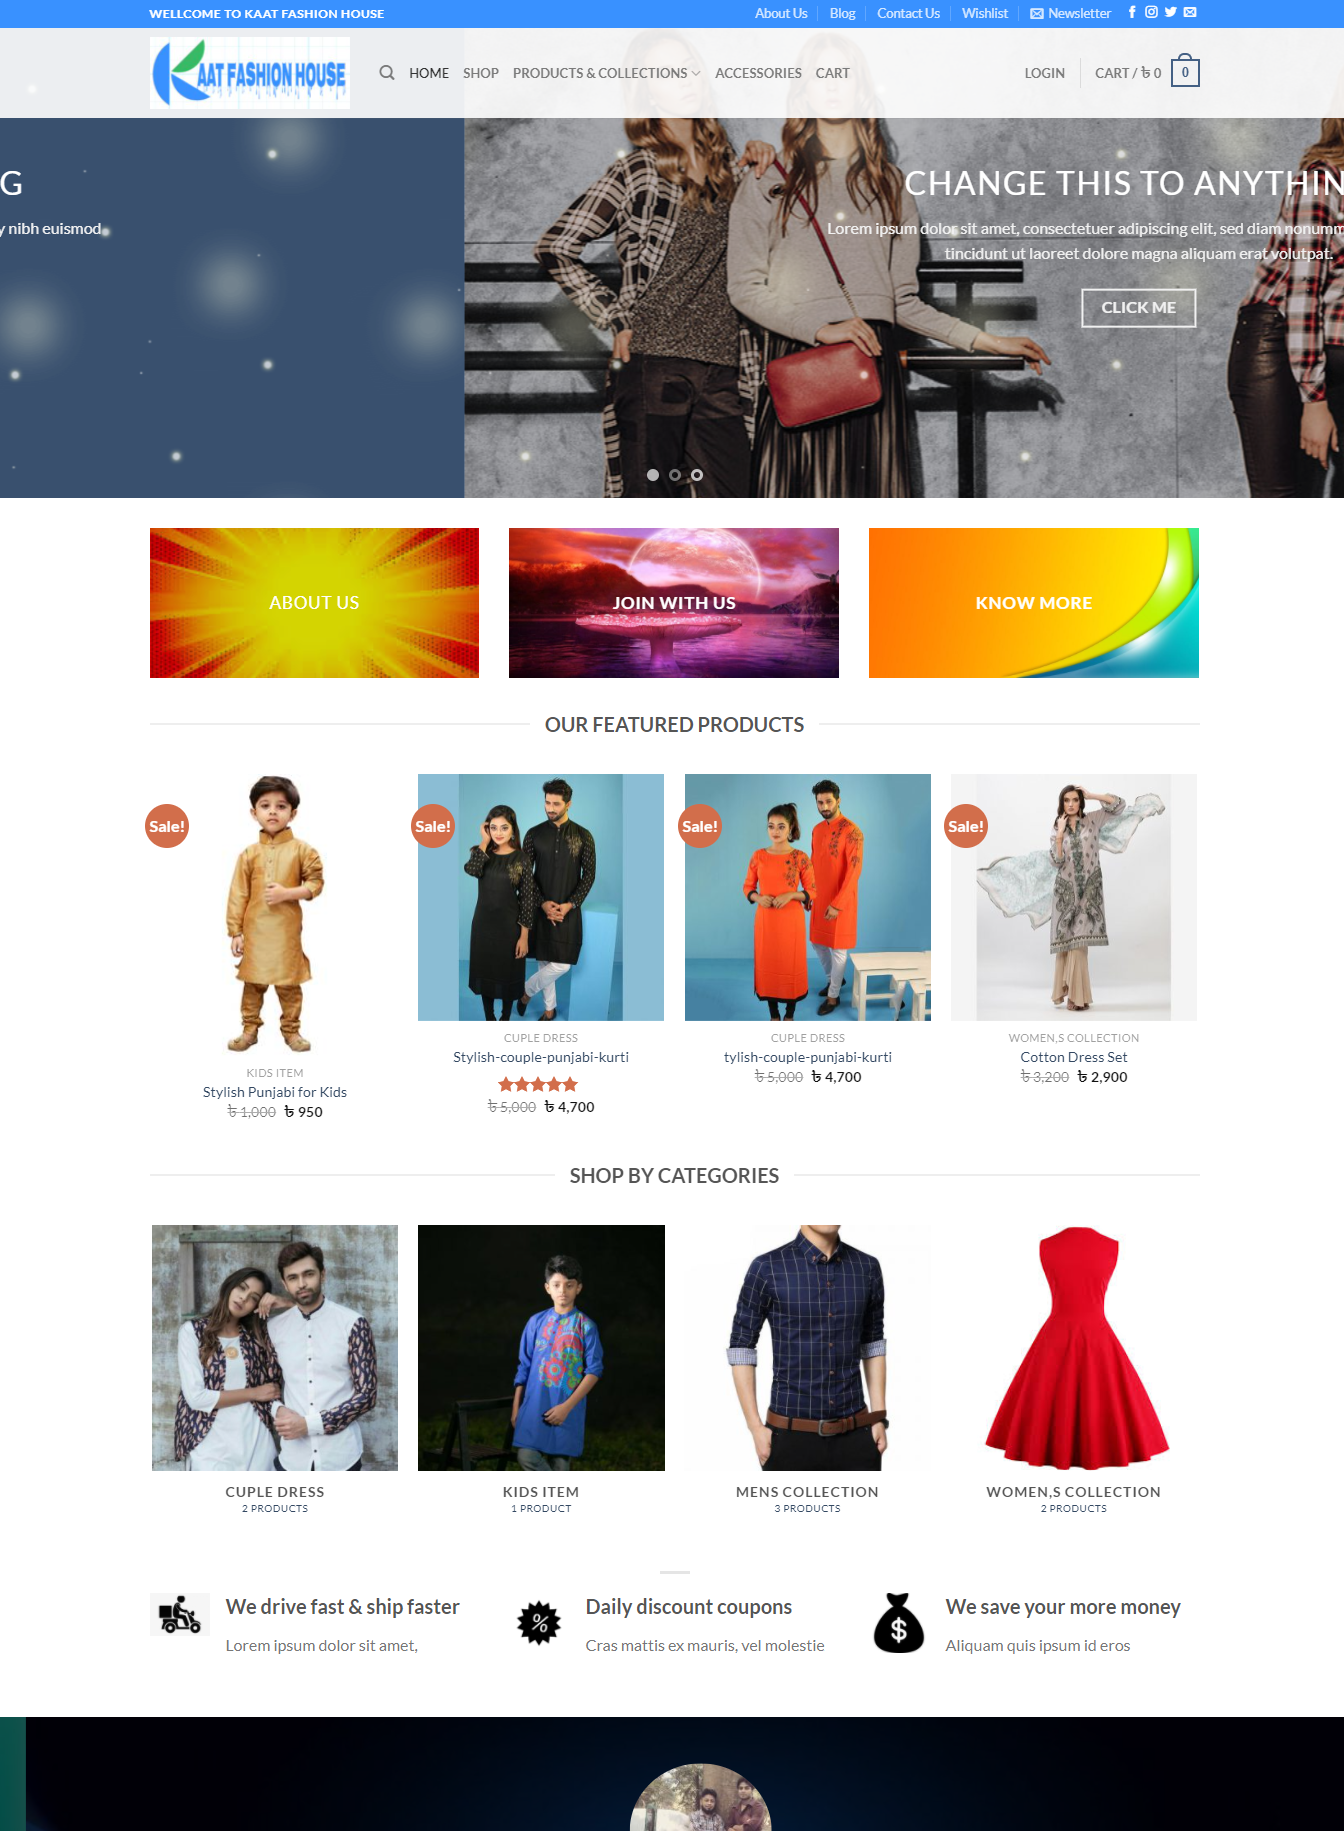 WELLCOME TO KAAT FASHION HOUSE
About Us
Blog
Contact Us
Wishlist
Newsletter
KAAT FASHION HOUSE
HOME
SHOP
PRODUCTS & COLLECTIONS
ACCESSORIES
CART
LOGIN
CART / ৳ 0
0
G
y nibh euismod
CHANGE THIS TO ANYTHIN
Lorem ipsum dolor sit amet, consectetuer adipiscing elit, sed diam nonumm
tincidunt ut laoreet dolore magna aliquam erat volutpat.
CLICK ME
ABOUT US
JOIN WITH US
KNOW MORE
OUR FEATURED PRODUCTS
Sale!
Sale!
Sale!
Sale!
KIDS ITEM
Stylish Punjabi for Kids
৳ 1,000 ৳ 950
CUPLE DRESS
Stylish-couple-punjabi-kurti
৳ 5,000 ৳ 4,700
CUPLE DRESS
tylish-couple-punjabi-kurti
৳ 5,000 ৳ 4,700
WOMEN,S COLLECTION
Cotton Dress Set
৳ 3,200 ৳ 2,900
SHOP BY CATEGORIES
CUPLE DRESS
2 PRODUCTS
KIDS ITEM
1 PRODUCT
MENS COLLECTION
3 PRODUCTS
WOMEN,S COLLECTION
2 PRODUCTS
We drive fast & ship faster
Lorem ipsum dolor sit amet,
%
Daily discount coupons
Cras mattis ex mauris, vel molestie
$
We save your more money
Aliquam quis ipsum id eros